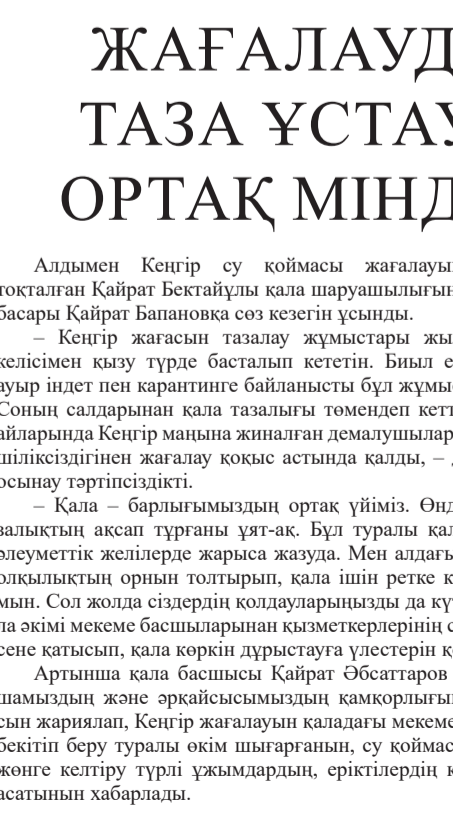 ЖАҒАЛАУД
ТАЗА ҰСТАУ
ОРТАҚ МІНД
Алдымен Кеңгір су қоймасы жағалауы
тоқталған Қайрат Бектайұлы қала шаруашылығын
басары Қайрат Бапановқа сөз кезегін ұсынды.
– Кеңгір жағасын тазалау жұмыстары жы
келісімен қызу түрде басталып кететін. Биыл е
ауыр індет пен карантинге байланысты бұл жұмы
Соның салдарынан қала тазалығы төмендеп кетт
айларында Кеңгір маңына жиналған демалушылар
шіліксіздігінен жағалау қоқыс астында қалды, –
осынау тәртіпсіздікті.
– Қала – барлығымыздың ортақ үйіміз. Өнд
залықтың ақсап тұрғаны ұят-ақ. Бұл туралы қал
әлеуметтік желілерде жарыса жазуда. Мен алдағы
олқылықтың орнын толтырып, қала ішін ретке к
мын. Сол жолда сіздердің қолдауларыңызды да кү
ла әкімі мекеме басшыларынан қызметкерлерінің с
сене қатысып, қала көркін дұрыстауға үлестерін қ
Артынша қала басшысы Қайрат Әбсаттаров
шамыздың және әрқайсысымыздың қамқорлығы
сын жариялап, Кеңгір жағалауын қаладағы мекеме
бекітіп беру туралы өкім шығарғанын, су қоймас
жөнге келтіру түрлі ұжымдардың, еріктілердің к
асатынын хабарлады.